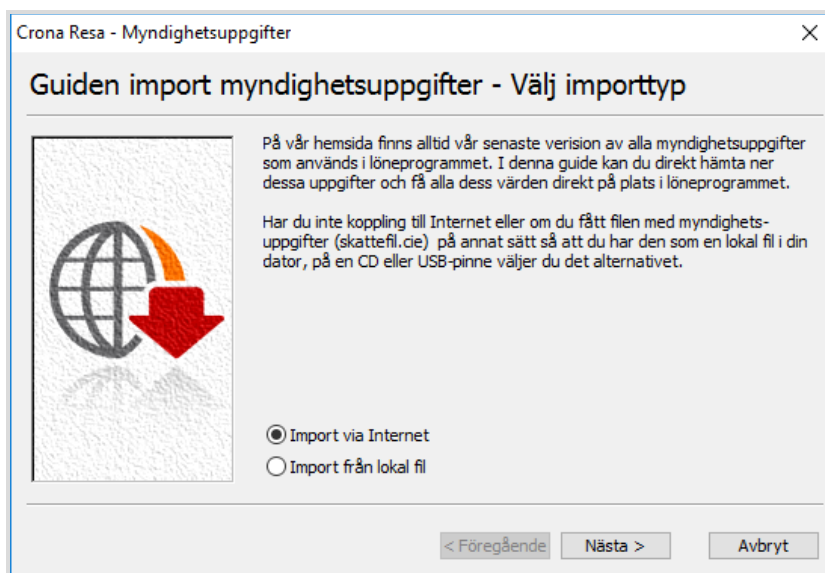 Crona Resa - Myndighetsuppgifter
Guiden import myndighetsuppgifter - Välj importtyp
På vår hemsida finns alltid vår senaste verision av alla myndighetsuppgifter
som används i löneprogrammet. I denna guide kan du direkt hämta ner
dessa uppgifter och få alla dess värden direkt på plats i löneprogrammet.
Har du inte koppling till Internet eller om du fått filen med myndighets-
uppgifter (skattefil.cie) på annat sätt så att du har den som en lokal fil i din
dator, på en CD eller USB-pinne väljer du det alternativet.
Import via Internet
Import från lokal fil
< Föregående Nästa > Avbryt